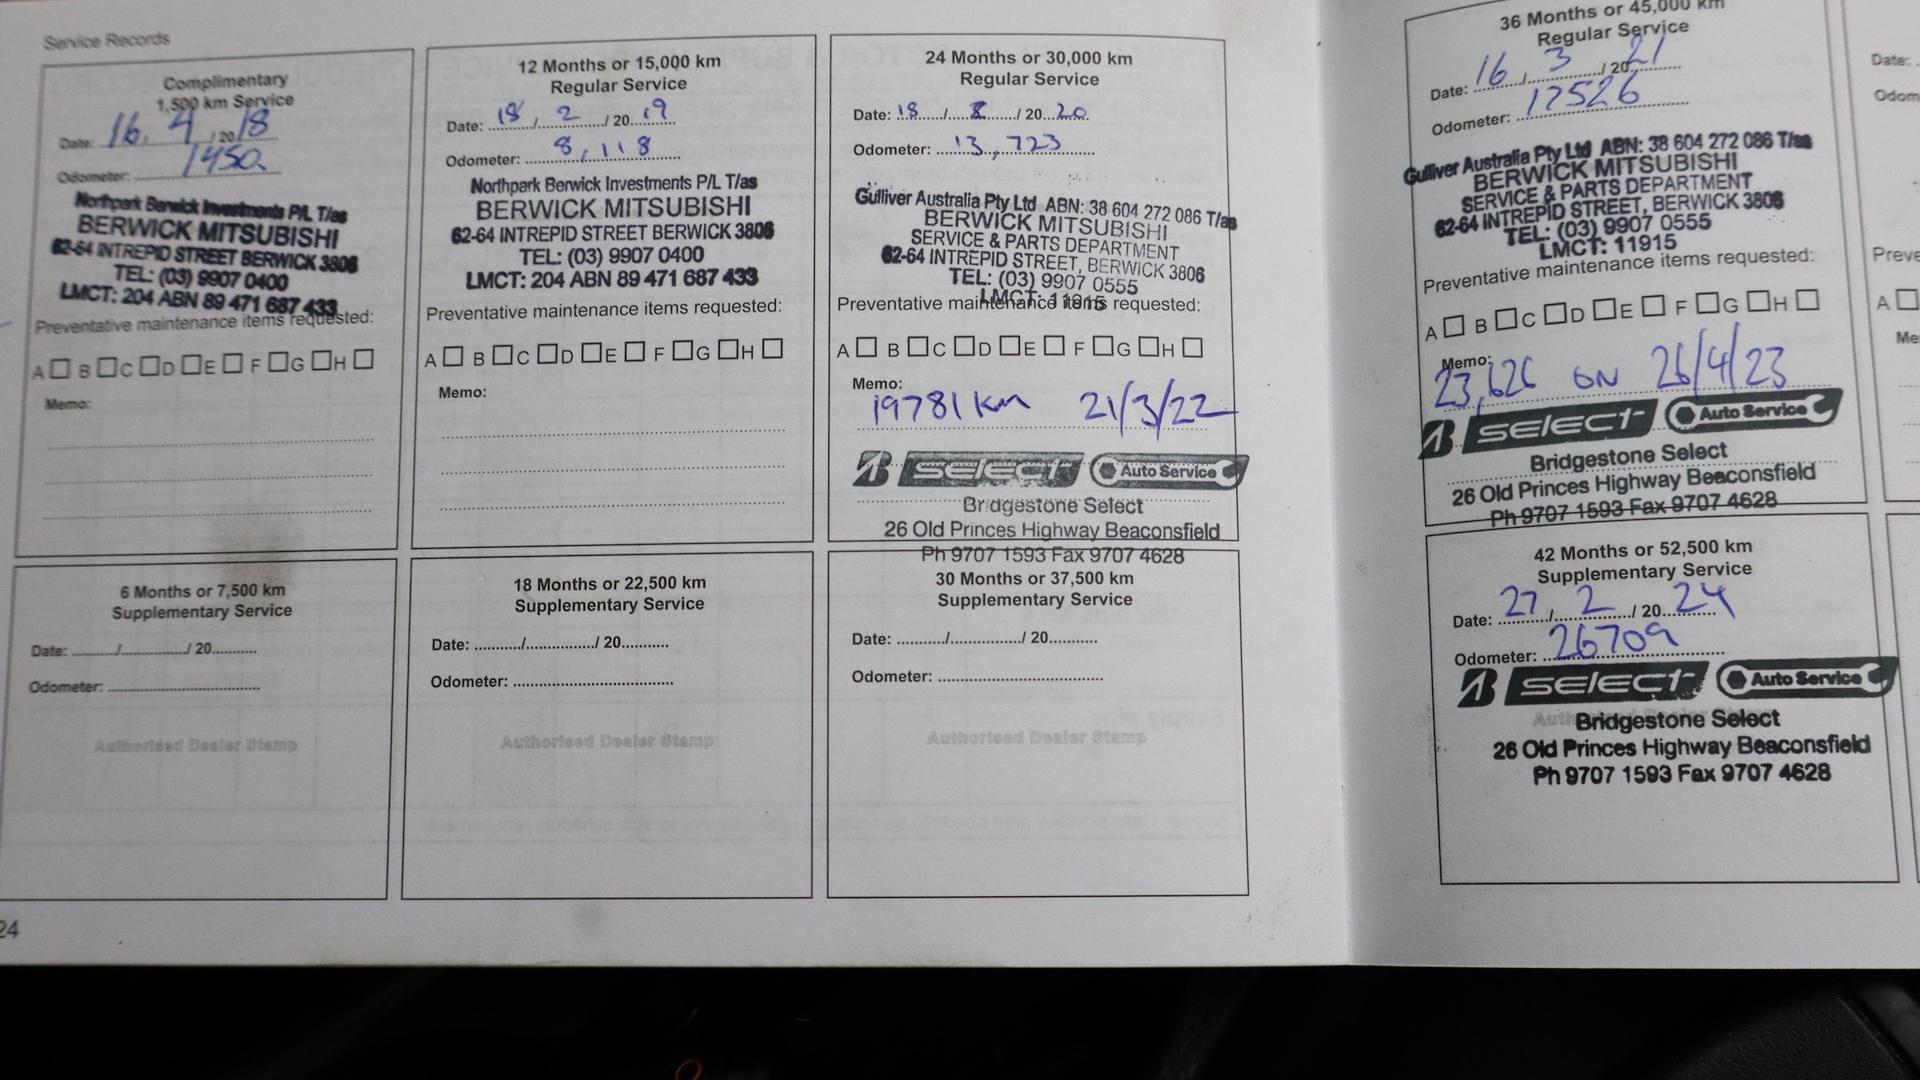 Service Records
Complimentary
1,500 km Service
Date: 16 / 4 / 2018
Odometer: 1450
Northpark Berwick Investments P/L T/as
BERWICK MITSUBISHI
62-64 INTREPID STREET BERWICK 3806
TEL: (03) 9907 0400
LMCT: 204 ABN 89 471 687 433
Preventative maintenance items requested:
A B C D E F G H
Memo:
6 Months or 7,500 km
Supplementary Service
Date: ........../............../ 20..........
Odometer: ....................................
Authorised Dealer Stamp
12 Months or 15,000 km
Regular Service
Date: 18 / 2 / 2019
Odometer: 8,118
Northpark Berwick Investments P/L T/as
BERWICK MITSUBISHI
62-64 INTREPID STREET BERWICK 3806
TEL: (03) 9907 0400
LMCT: 204 ABN 89 471 687 433
Preventative maintenance items requested:
A B C D E F G H
Memo:
18 Months or 22,500 km
Supplementary Service
Date: ........../............../ 20..........
Odometer: ....................................
Authorised Dealer Stamp
24 Months or 30,000 km
Regular Service
Date: 18 / 8 / 2020
Odometer: 13,723
Gulliver Australia Pty Ltd ABN: 38 604 272 086 T/as
BERWICK MITSUBISHI
SERVICE & PARTS DEPARTMENT
62-64 INTREPID STREET, BERWICK 3806
TEL: (03) 9907 0555
LMCT: 11915
Preventative maintenance items requested:
A B C D E F G H
Memo:
19781 km 21/3/22
SELECT Auto Service
Bridgestone Select
26 Old Princes Highway Beaconsfield
Ph 9707 1593 Fax 9707 4628
30 Months or 37,500 km
Supplementary Service
Date: ........../............../ 20..........
Odometer: ....................................
Authorised Dealer Stamp
24
36 Months or 45,000 km
Regular Service
Date: 16 / 3 / 2021
Odometer: 17526
Gulliver Australia Pty Ltd ABN: 38 604 272 086 T/as
BERWICK MITSUBISHI
SERVICE & PARTS DEPARTMENT
62-64 INTREPID STREET, BERWICK 3806
TEL: (03) 9907 0555
LMCT: 11915
Preventative maintenance items requested:
A B C D E F G H
Memo:
23,626 ON 26/4/23
SELECT Auto Service
Bridgestone Select
26 Old Princes Highway Beaconsfield
Ph 9707 1593 Fax 9707 4628
42 Months or 52,500 km
Supplementary Service
Date: 27 / 2 / 2024
Odometer: 26709
SELECT Auto Service
Bridgestone Select
26 Old Princes Highway Beaconsfield
Ph 9707 1593 Fax 9707 4628
Date:
Odom
Preve
A
Me